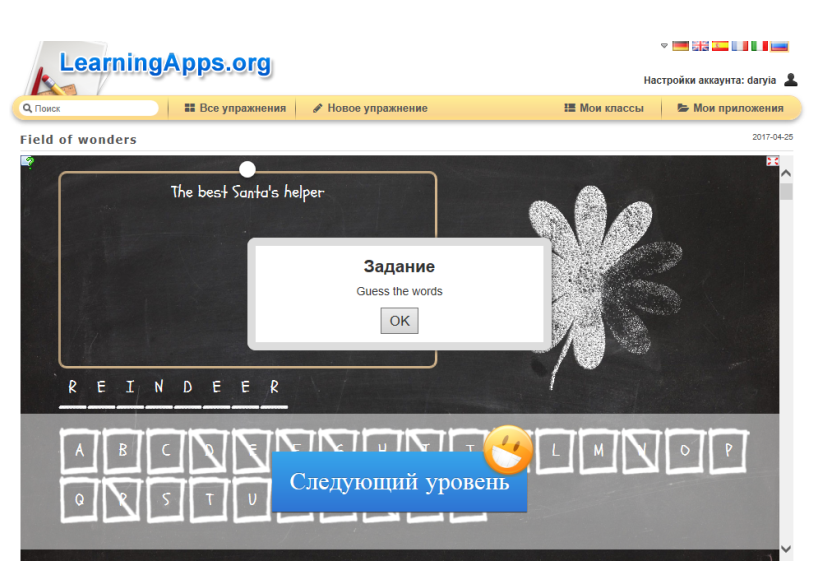 LearningApps.org
Настройки аккаунта: daryia
Поиск
Все упражнения
Новое упражнение
Мои классы
Мои приложения
Field of wonders
2017-04-25
The best Santa's helper
Задание
Guess the words
OK
R E I N D E E R
A B C D E H I L M N O P
Следующий уровень
Q R S T U